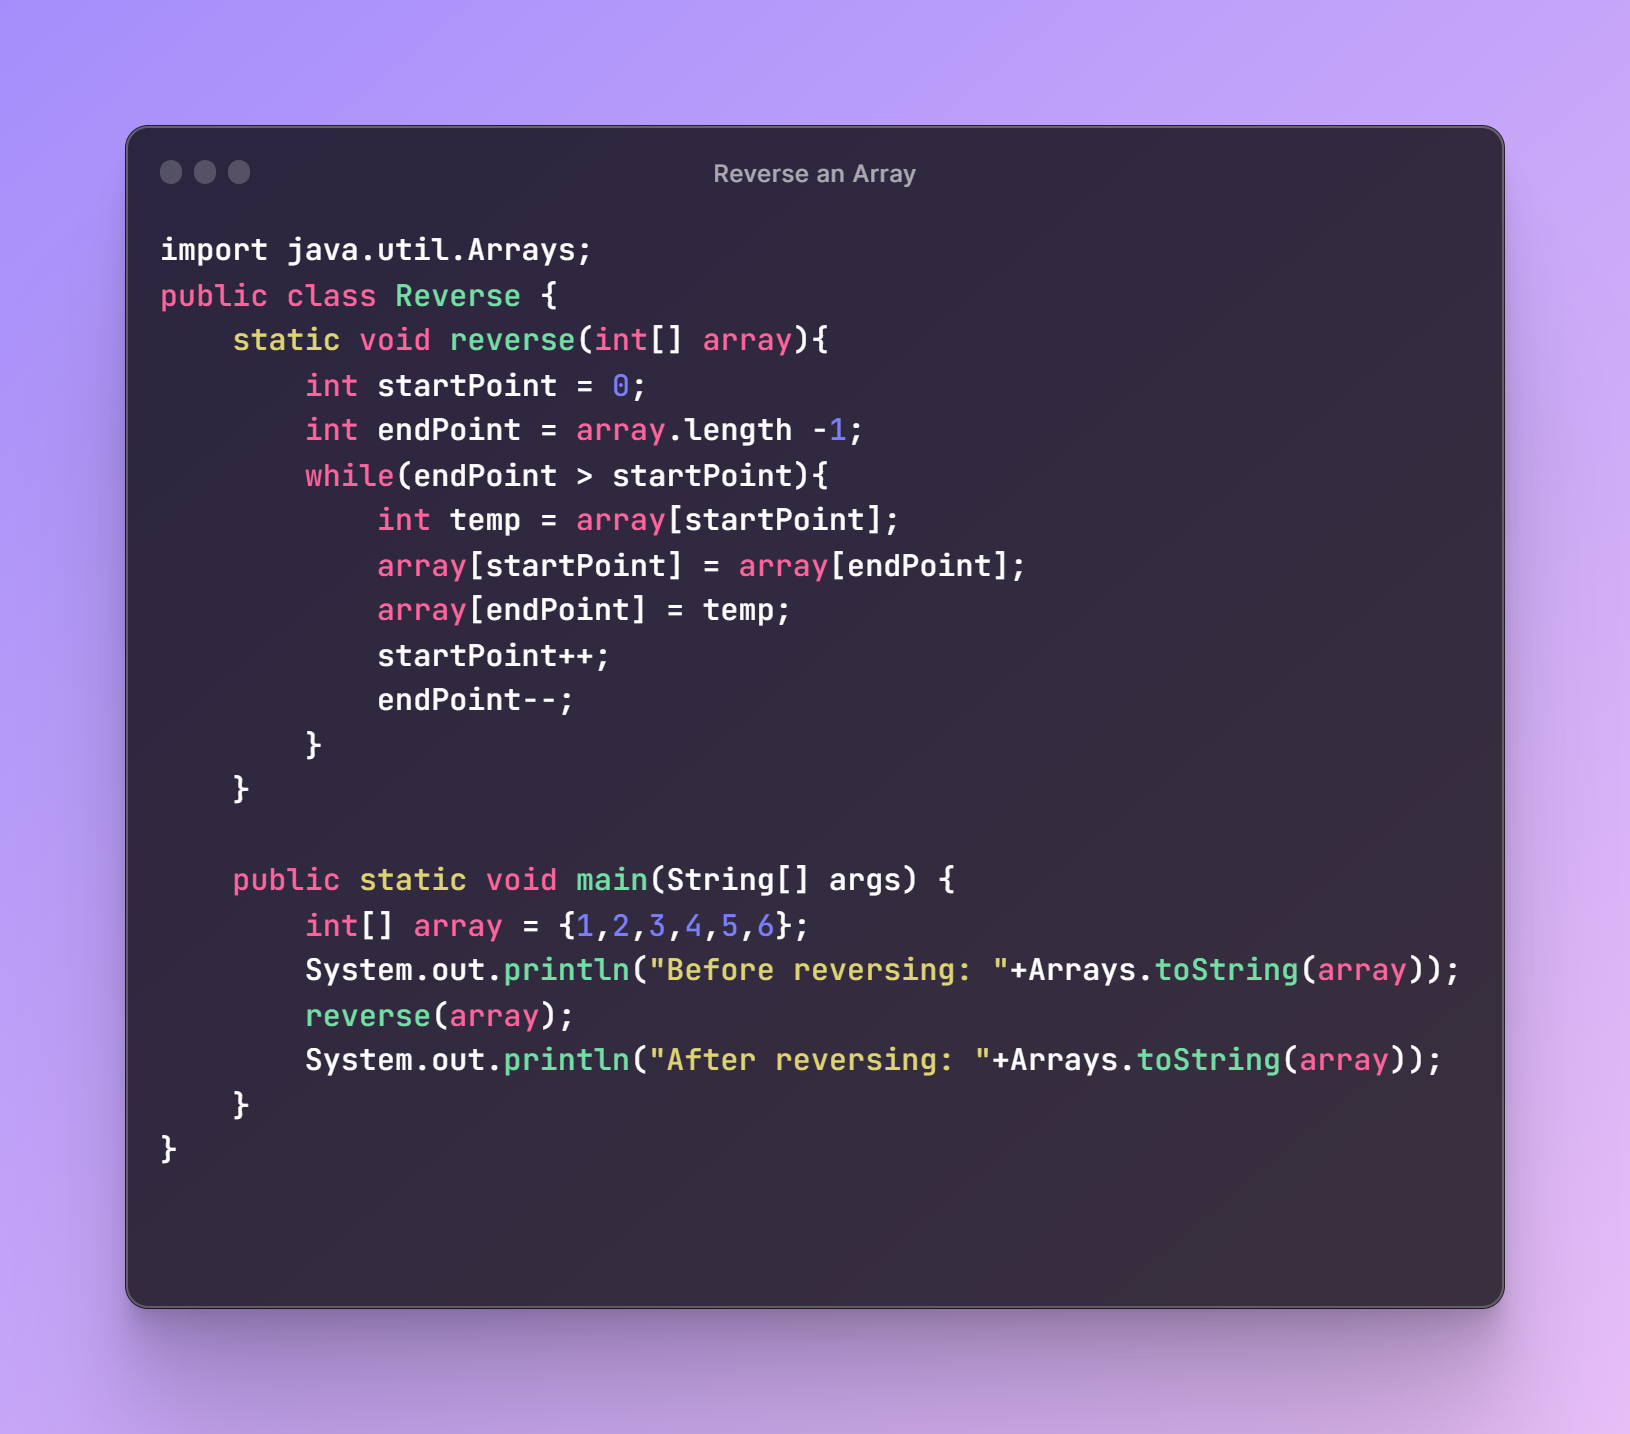 Reverse an Array
import java.util.Arrays;
public class Reverse {
    static void reverse(int[] array){
        int startPoint = 0;
        int endPoint = array.length -1;
        while(endPoint > startPoint){
            int temp = array[startPoint];
            array[startPoint] = array[endPoint];
            array[endPoint] = temp;
            startPoint++;
            endPoint--;
        }
    }

    public static void main(String[] args) {
        int[] array = {1,2,3,4,5,6};
        System.out.println("Before reversing: "+Arrays.toString(array));
        reverse(array);
        System.out.println("After reversing: "+Arrays.toString(array));
    }
}